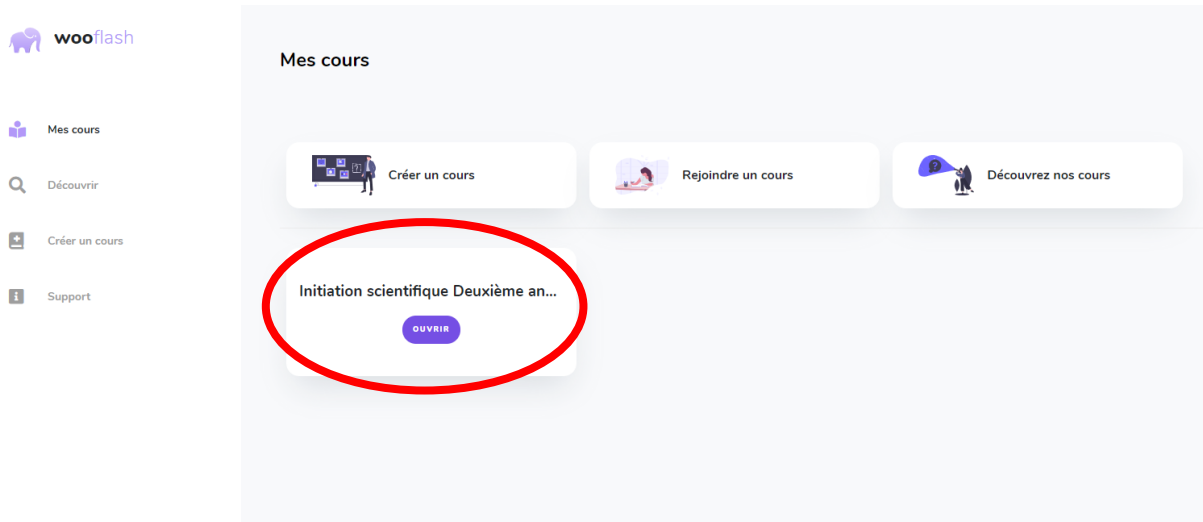 wooflash
Mes cours
Mes cours
Découvrir
Créer un cours
Support
Créer un cours
Rejoindre un cours
Découvrez nos cours
Initiation scientifique Deuxième an...
OUVRIR